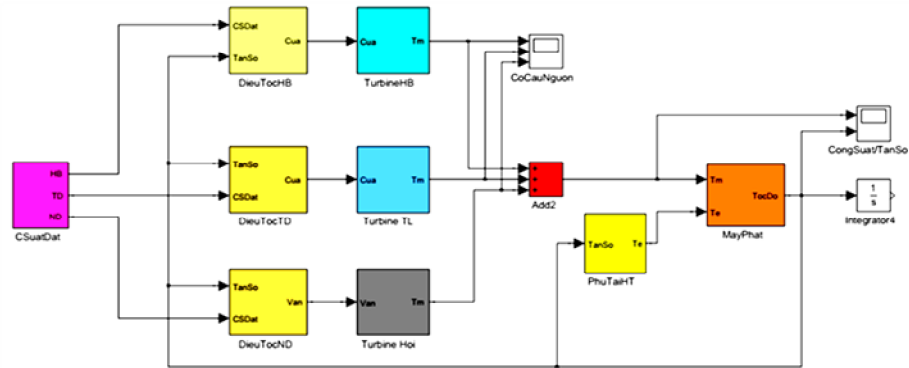 CSDat
TanSo
Cua
DieuTocHB
Cua
Tm
TurbineHB
CoCauNguon
HB
TD
ND
CSuatDat
TanSo
CSDat
Cua
DieuTocTD
Cua
Tm
Turbine TL
+
+
+
Add2
CongSuat/TanSo
Tm
Te
TocDo
MayPhat
1
s
Integrator4
TanSo
Te
PhuTaiHT
TanSo
CSDat
Van
DieuTocND
Van
Tm
Turbine Hoi